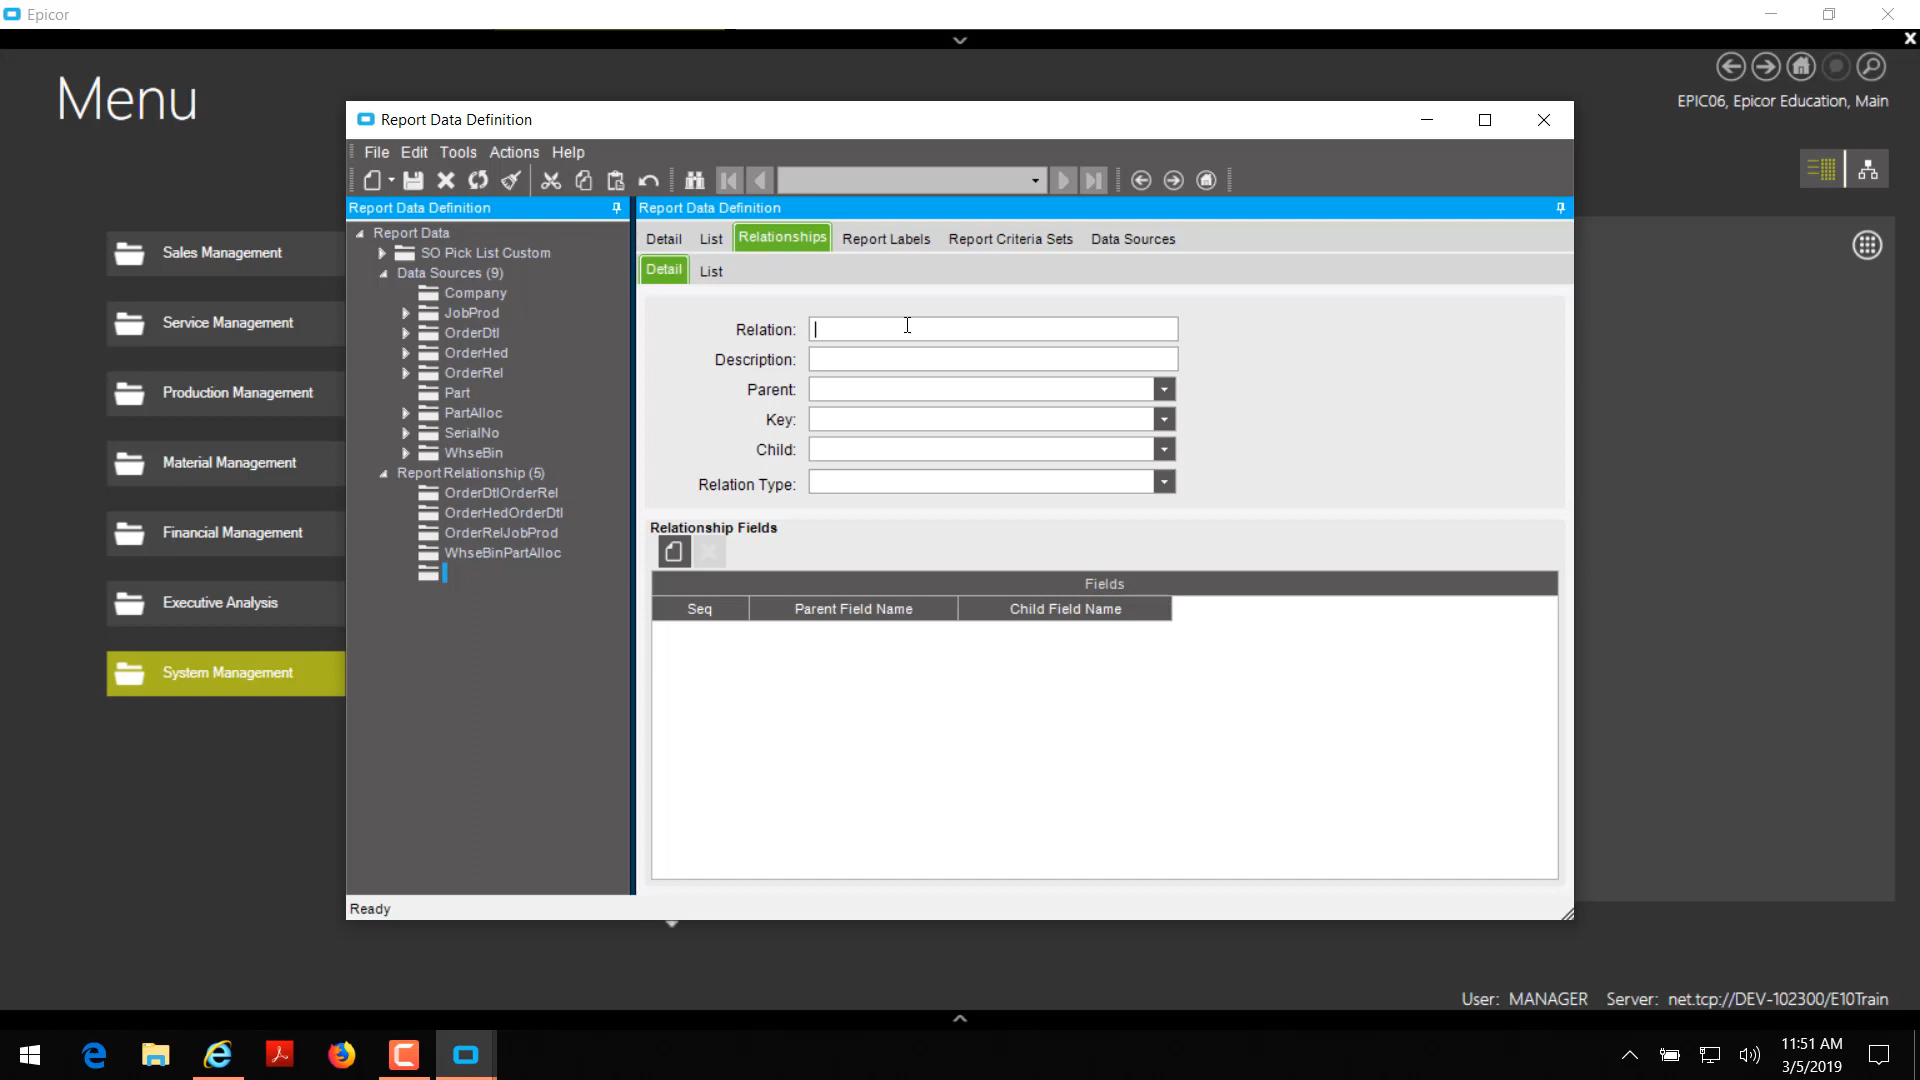 Epicor
Menu
EPIC06, Epicor Education, Main
Report Data Definition
File Edit Tools Actions Help
Report Data Definition
Report Data Definition
Report Data
SO Pick List Custom
Data Sources (9)
Company
JobProd
OrderDtl
OrderHed
OrderRel
Part
PartAlloc
SerialNo
WhseBin
Report Relationship (5)
OrderDtlOrderRel
OrderHedOrderDtl
OrderRelJobProd
WhseBinPartAlloc
Detail List Relationships Report Labels Report Criteria Sets Data Sources
Detail List
Relation:
Description:
Parent:
Key:
Child:
Relation Type:
Relationship Fields
Fields
Seq Parent Field Name Child Field Name
Ready
Sales Management
Service Management
Production Management
Material Management
Financial Management
Executive Analysis
System Management
User: MANAGER Server: net.tcp://DEV-102300/E10Train
11:51 AM
3/5/2019